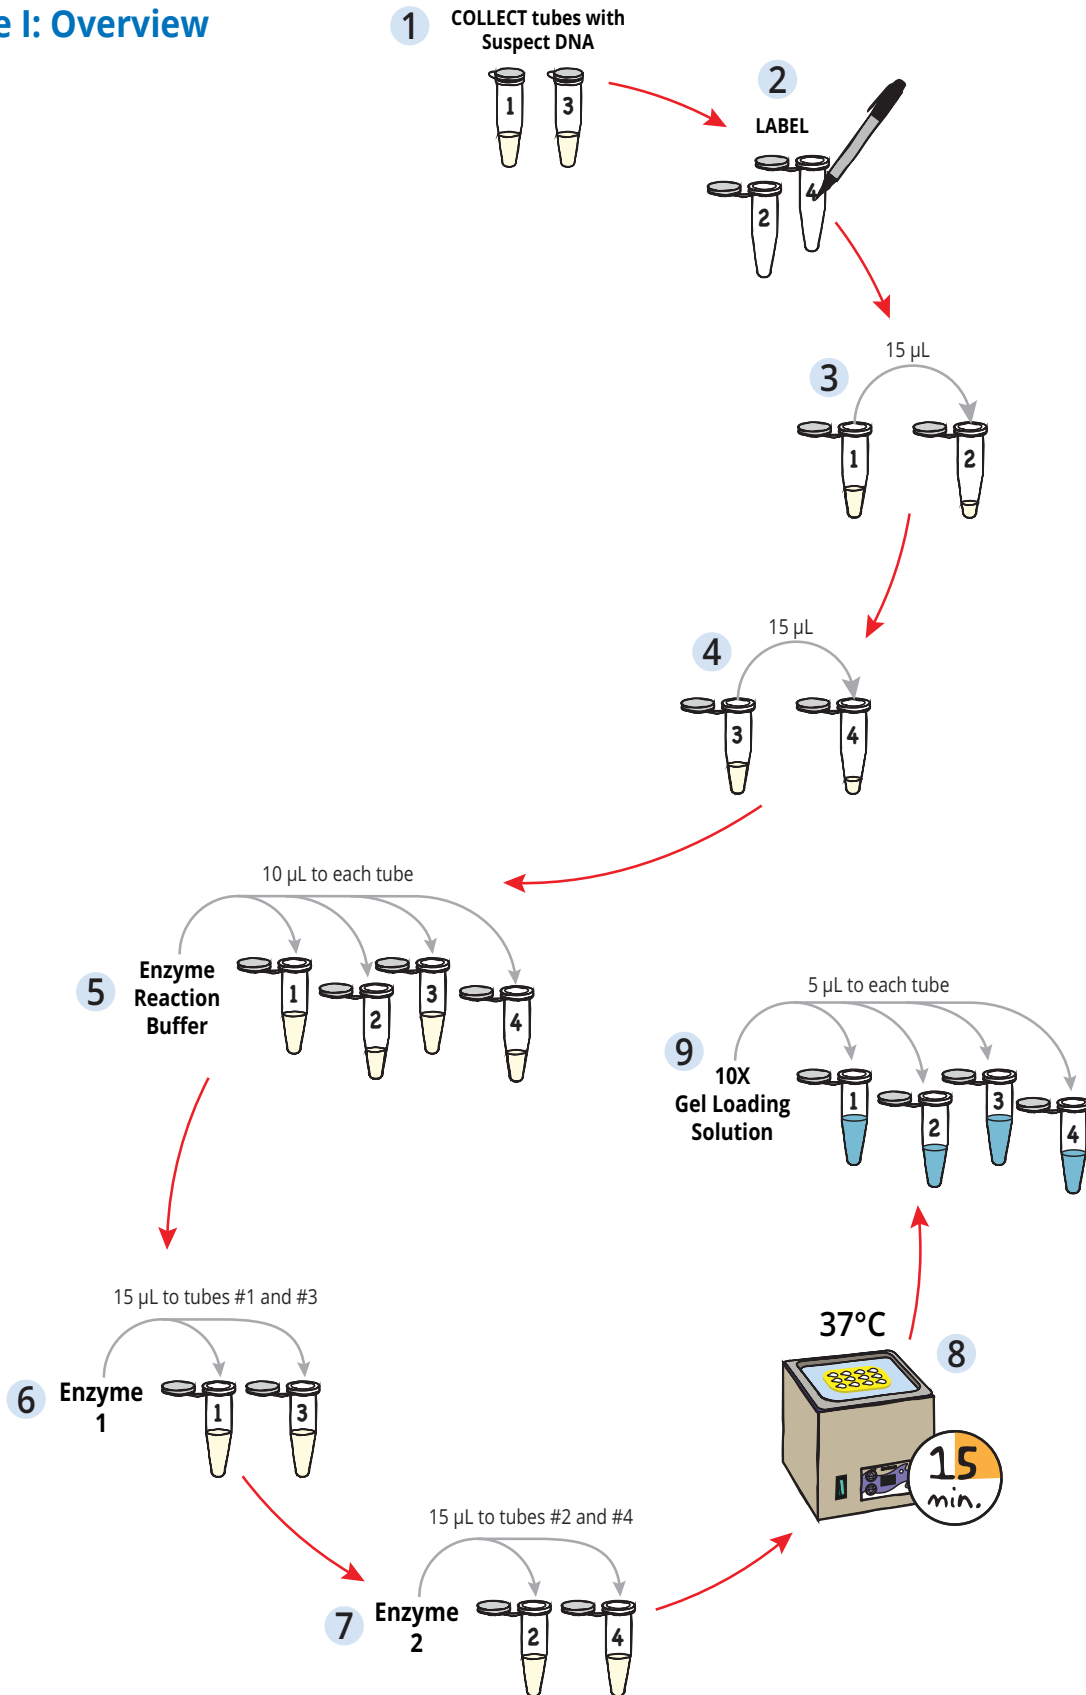 e I: Overview
1
COLLECT tubes with
Suspect DNA
1
3
2
LABEL
4
2
3
15 µL
1
2
4
15 µL
3
4
10 µL to each tube
5
Enzyme
Reaction
Buffer
1
2
3
4
15 µL to tubes #1 and #3
6
Enzyme
1
1
3
15 µL to tubes #2 and #4
7
Enzyme
2
2
4
37°C
8
15
min.
5 µL to each tube
9
10X
Gel Loading
Solution
1
2
3
4